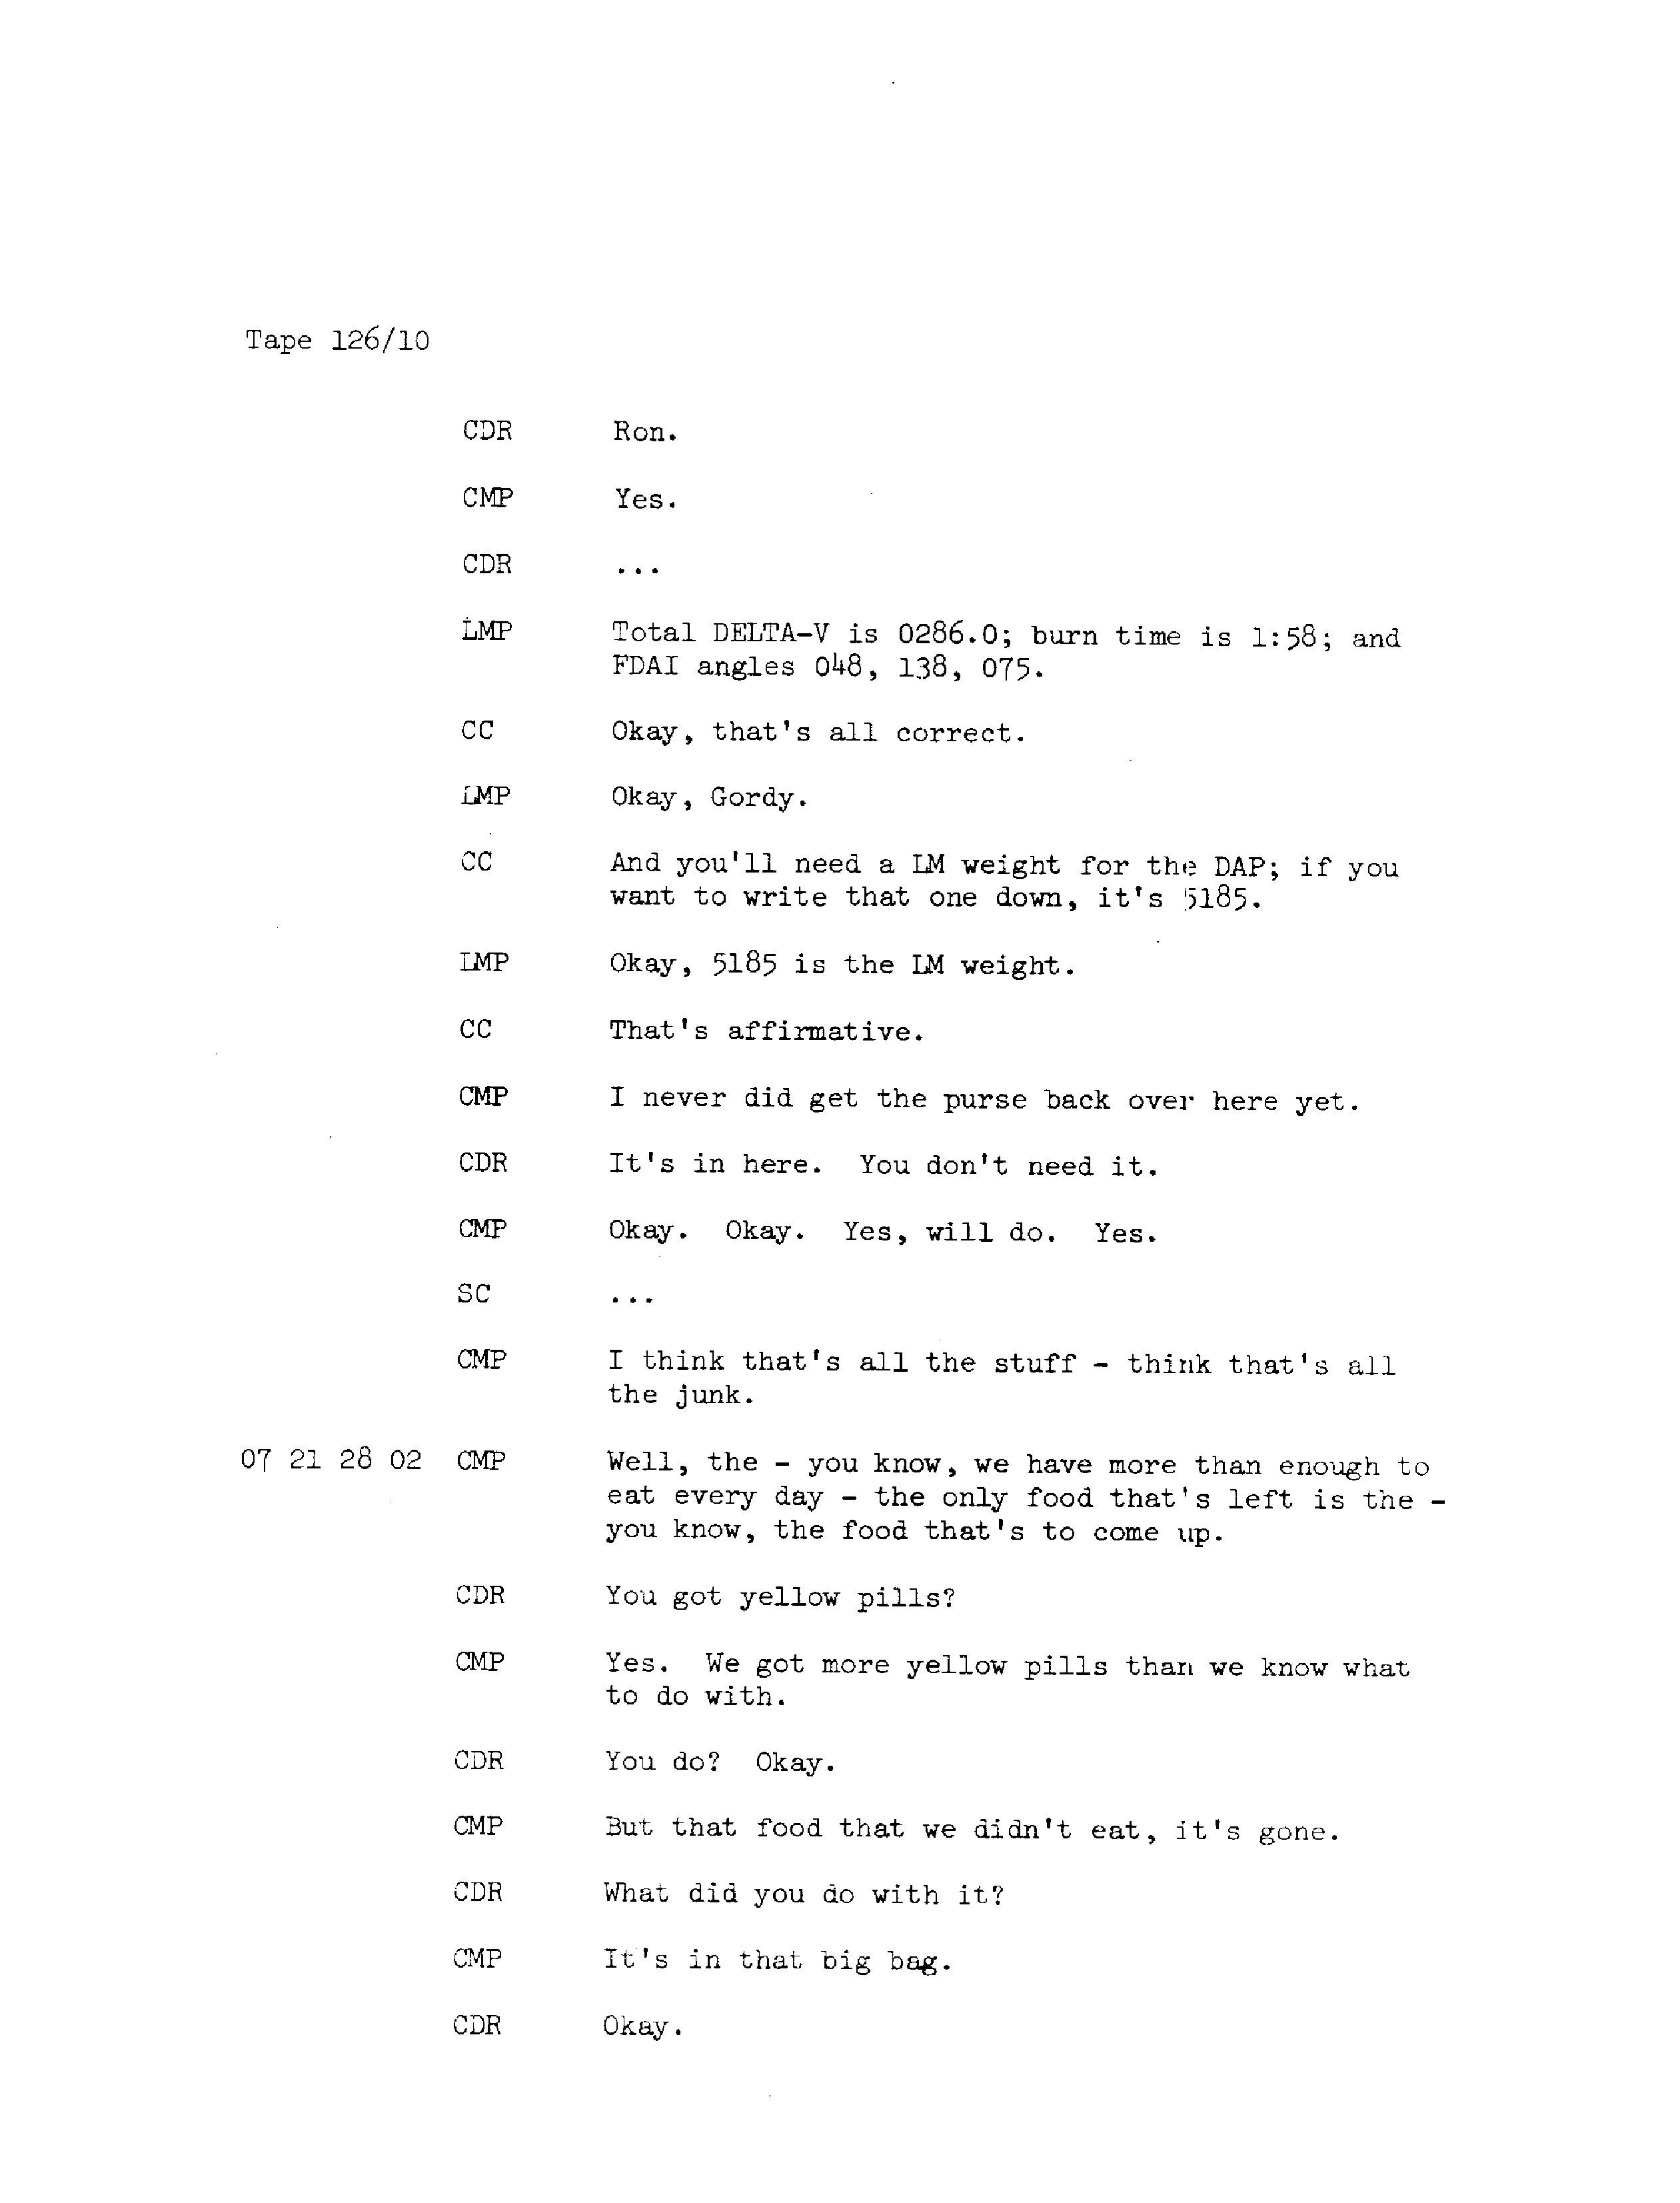 Tape 126/10
CDR Ron.
CMP Yes.
CDR ...
LMP Total DELTA-V is 0286.0; burn time is 1:58; and
FDAI angles 048, 138, 075.
CC Okay, that's all correct.
LMP Okay, Gordy.
CC And you'll need a LM weight for the DAP; if you
want to write that one down, it's 5185.
LMP Okay, 5185 is the LM weight.
CC That's affirmative.
CMP I never did get the purse back over here yet.
CDR It's in here. You don't need it.
CMP Okay. Okay. Yes, will do. Yes.
SC ...
CMP I think that's all the stuff - think that's all
the junk.
07 21 28 02 CMP Well, the - you know, we have more than enough to
eat every day - the only food that's left is the -
you know, the food that's to come up.
CDR You got yellow pills?
CMP Yes. We got more yellow pills than we know what
to do with.
CDR You do? Okay.
CMP But that food that we didn't eat, it's gone.
CDR What did you do with it?
CMP It's in that big bag.
CDR Okay.